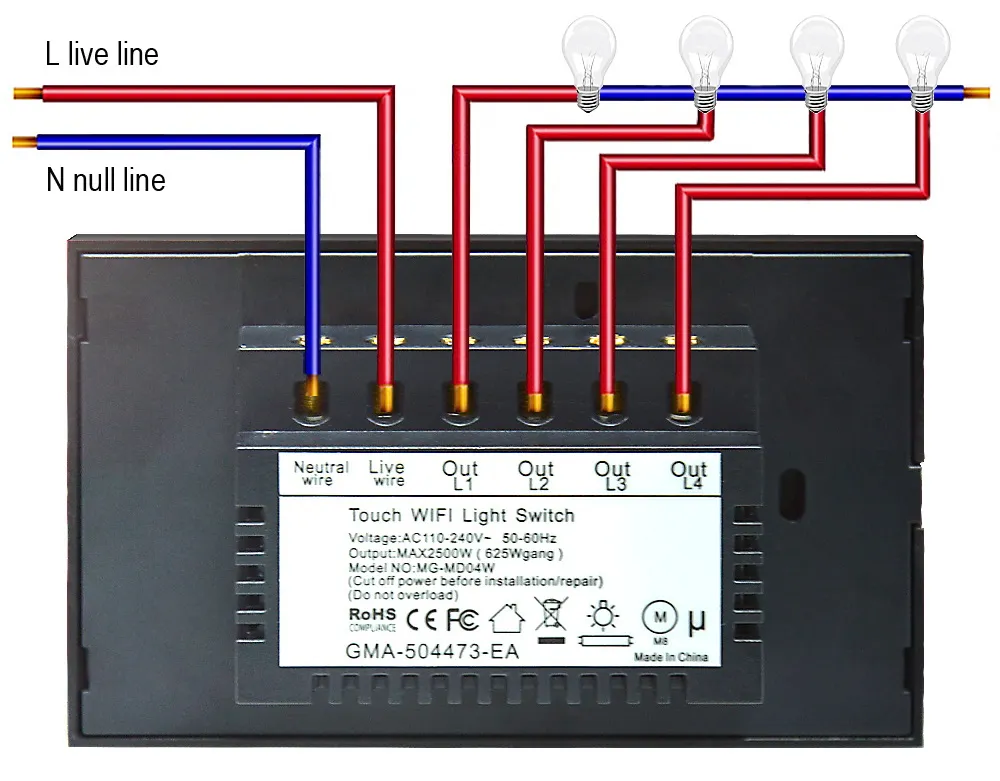 L live line
N null line
Neutral wire
Live wire
Out L1
Out L2
Out L3
Out L4
Touch WIFI Light Switch
Voltage:AC110-240V~ 50-60Hz
Output:MAX2500W ( 625Wgang )
Model NO:MG-MD04W
(Cut off power before installation/repair)
(Do not overload)
RoHS
COMPLIANCE
CE FC
M
M8
μ
GMA-504473-EA
Made In China